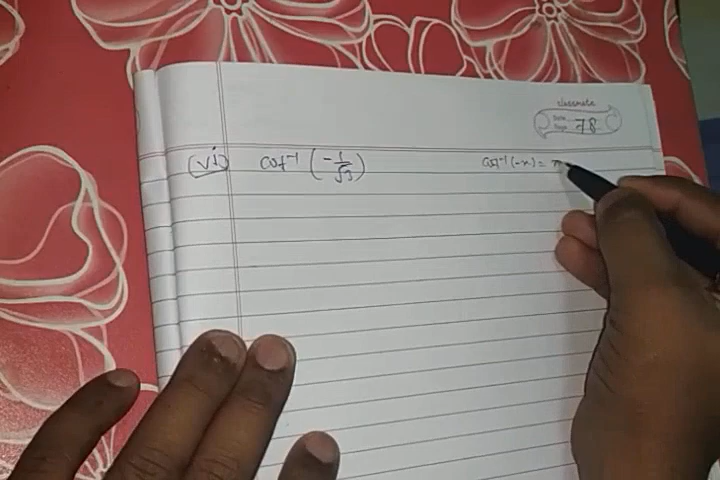 classmate
Date
Page 78
(vi) cot⁻¹ (-1/√3)
cot⁻¹ (-x) = π